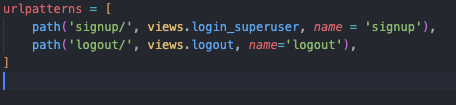 urlpatterns = [
    path('signup/', views.login_superuser, name = 'signup'),
    path('logout/', views.logout, name='logout'),
]